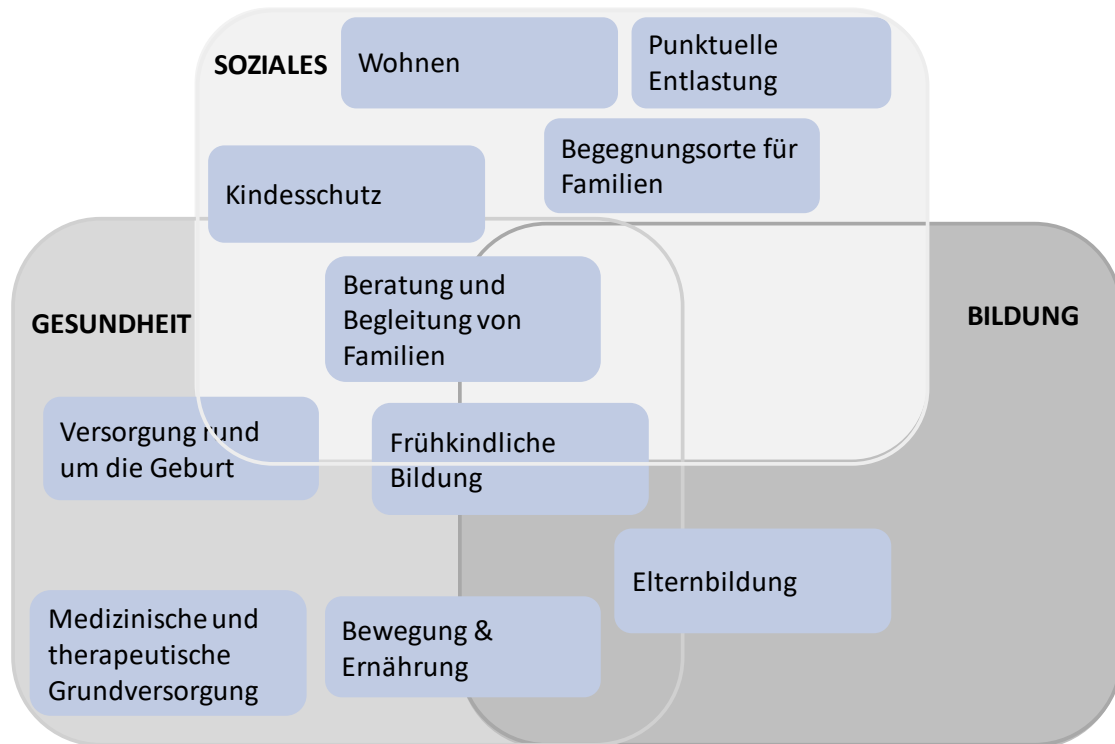 SOZIALES
Wohnen
Punktuelle
Entlastung
Begegnungsorte für
Familien
Kindesschutz
Beratung und
Begleitung von
Familien
GESUNDHEIT
BILDUNG
Versorgung rund
um die Geburt
Frühkindliche
Bildung
Elternbildung
Medizinische und
therapeutische
Grundversorgung
Bewegung &
Ernährung